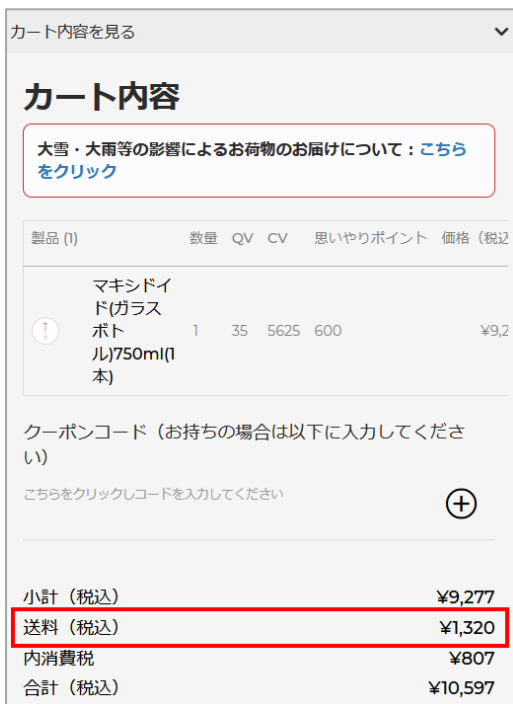 カート内容を見る
カート内容
大雪・大雨等の影響によるお荷物のお届けについて：こちら
をクリック
製品 (1) 数量 QV CV 思いやりポイント 価格（税込
マキシドイ
ド(ガラス
ボト
ル)750ml(1
本)
1 35 5625 600 ¥9,2
クーポンコード（お持ちの場合は以下に入力してくださ
い）
こちらをクリックしコードを入力してください
小計（税込） ¥9,277
送料（税込） ¥1,320
内消費税 ¥807
合計（税込） ¥10,597